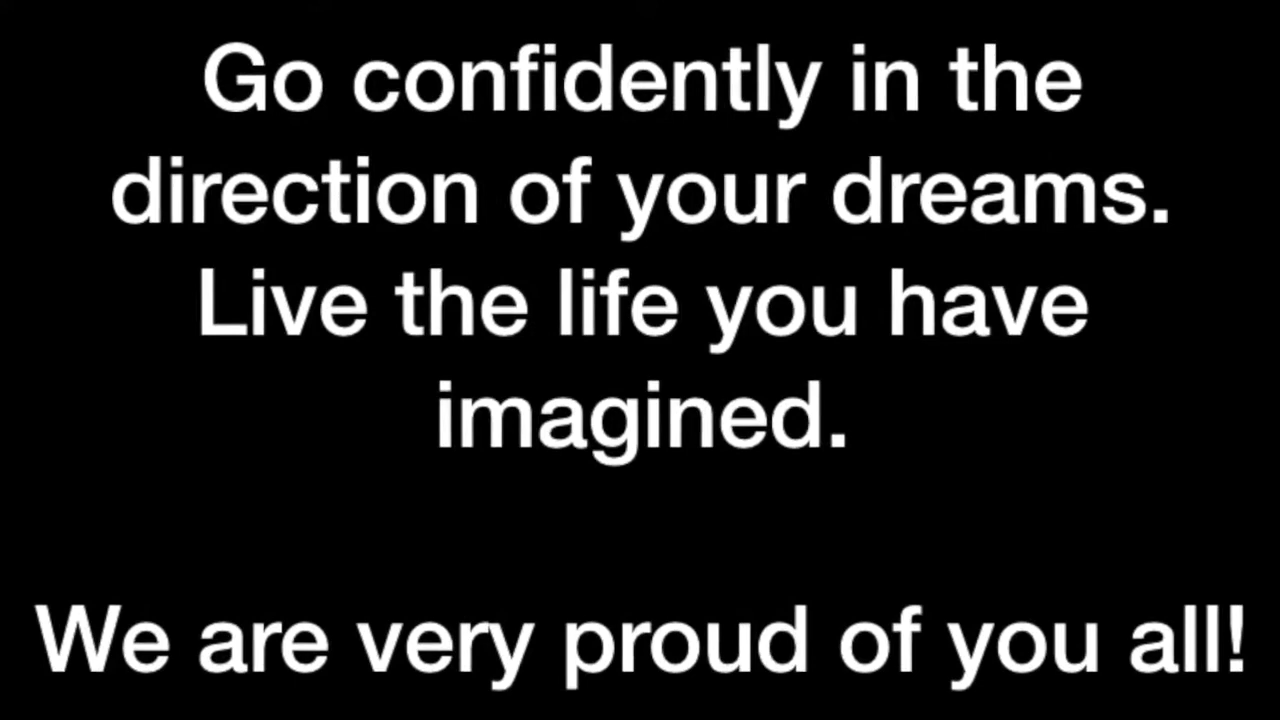 Go confidently in the
direction of your dreams.
Live the life you have
imagined.
We are very proud of you all!